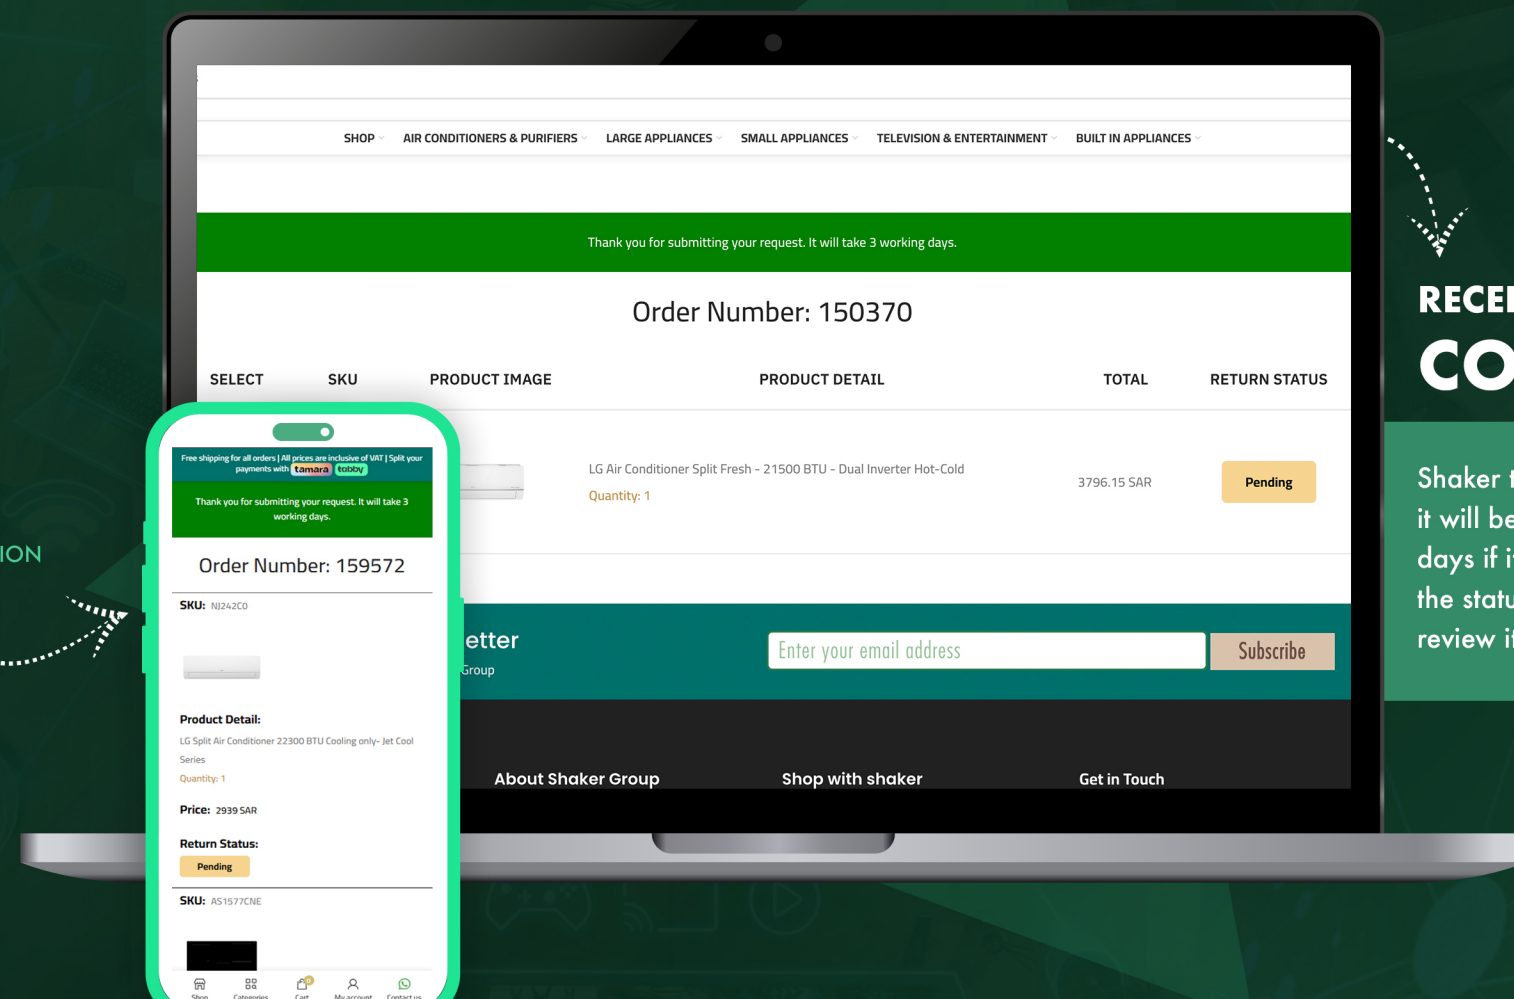 SHOP
AIR CONDITIONERS & PURIFIERS
LARGE APPLIANCES
SMALL APPLIANCES
TELEVISION & ENTERTAINMENT
BUILT IN APPLIANCES
Thank you for submitting your request. It will take 3 working days.
Order Number: 150370
SELECT
SKU
PRODUCT IMAGE
PRODUCT DETAIL
TOTAL
RETURN STATUS
LG Air Conditioner Split Fresh - 21500 BTU - Dual Inverter Hot-Cold
Quantity: 1
3796.15 SAR
Pending
etter
Group
Enter your email address
Subscribe
About Shaker Group
Shop with shaker
Get in Touch
Free shipping for all orders | All prices are inclusive of VAT | Split your
payments with tamara tabby
Thank you for submitting your request. It will take 3
working days.
Order Number: 159572
SKU: NJ242C0
Product Detail:
LG Split Air Conditioner 22300 BTU Cooling only- Jet Cool
Series
Quantity: 1
Price: 2939 SAR
Return Status:
Pending
SKU: AS1577CNE
Shop
Categories
Cart
My account
Contact us
ION
RECEI
CO
Shaker t
it will be
days if i
the statu
review i